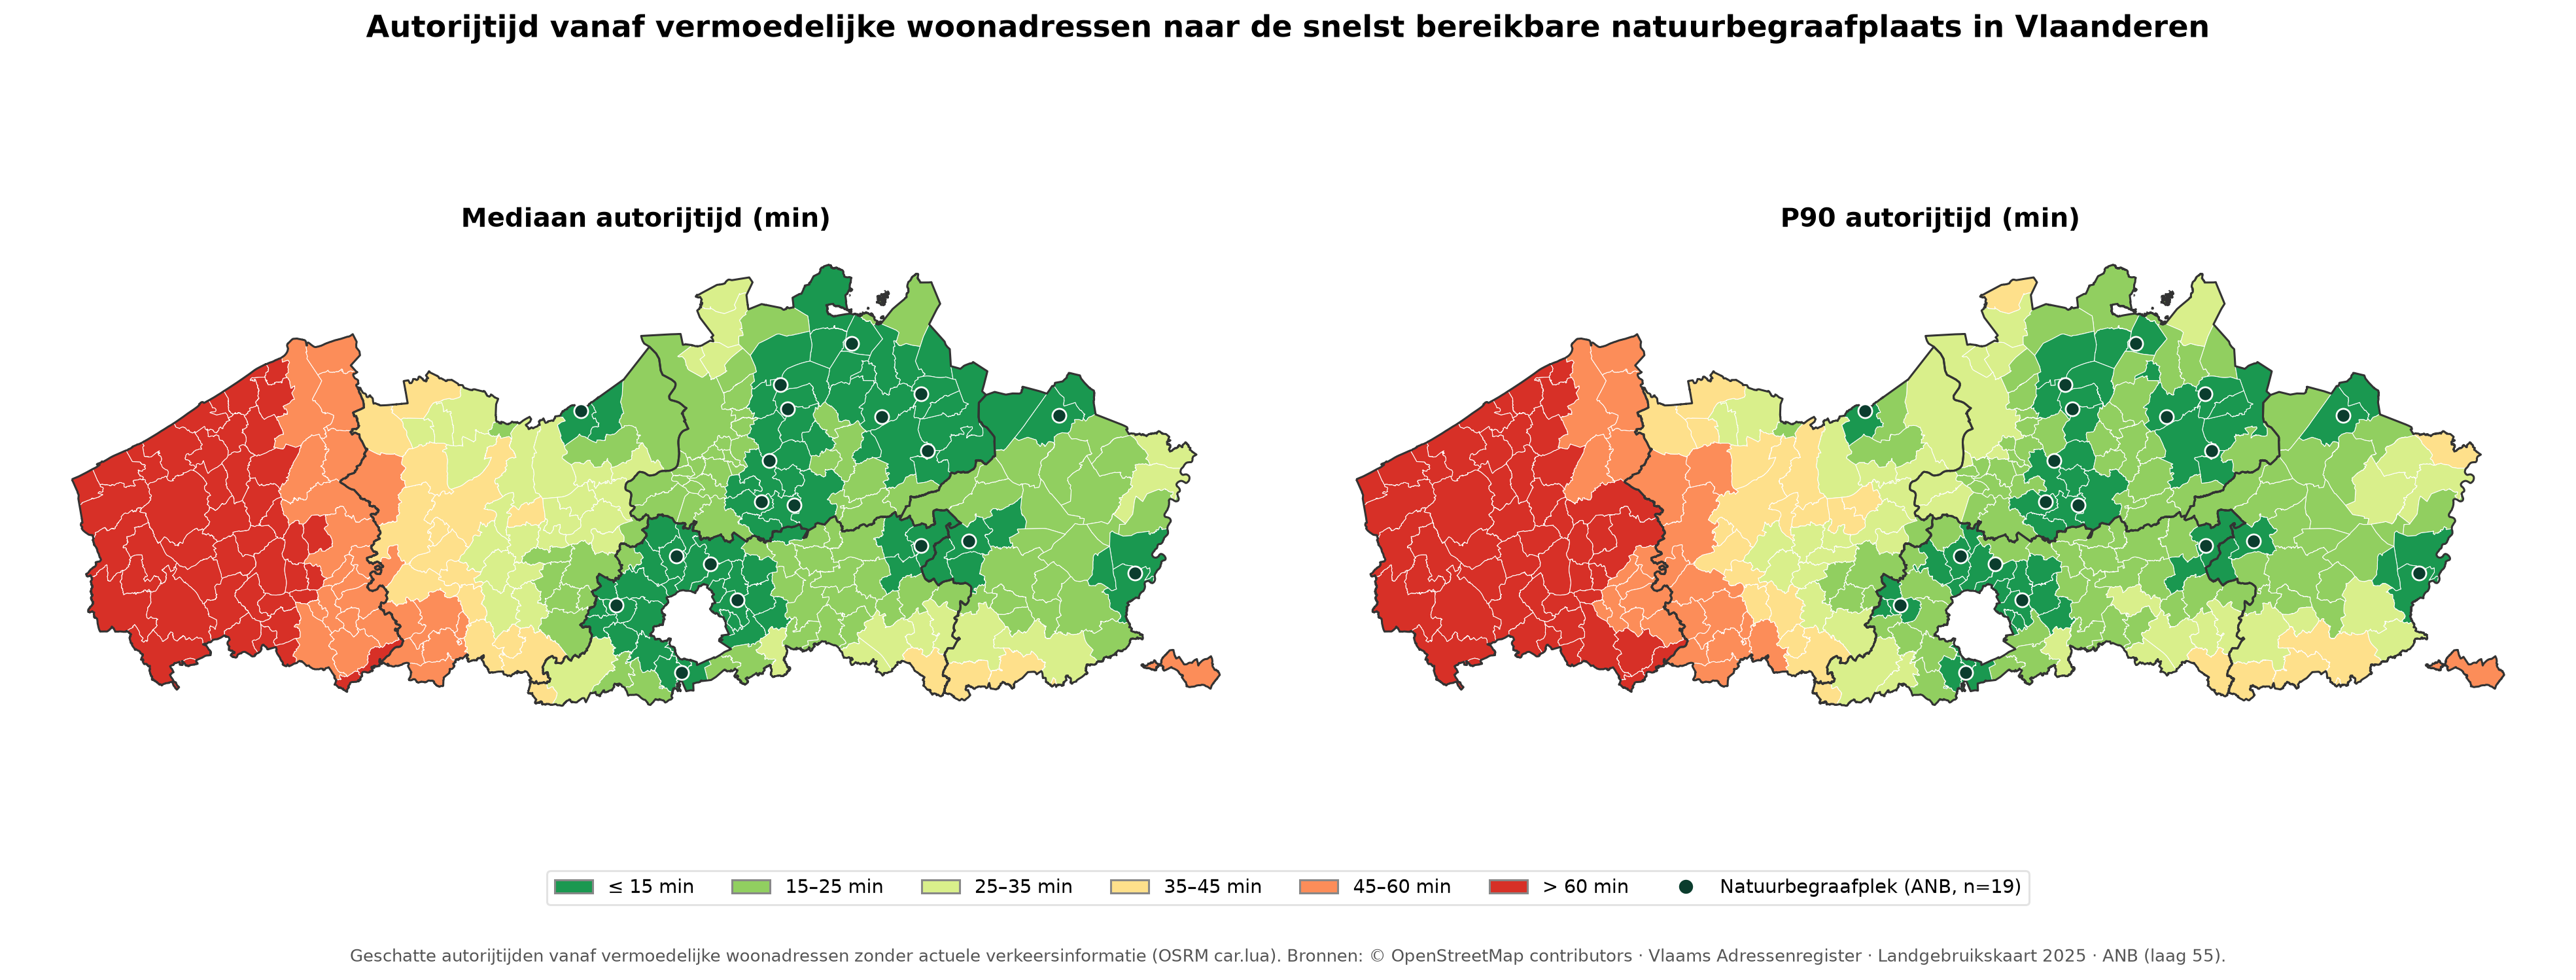 Autorijtijd vanaf vermoedelijke woonadressen naar de snelst bereikbare natuurbegraafplaats in Vlaanderen
Mediaan autorijtijd (min)
P90 autorijtijd (min)
≤ 15 min
15–25 min
25–35 min
35–45 min
45–60 min
> 60 min
Natuurbegraafplek (ANB, n=19)
Geschatte autorijtijden vanaf vermoedelijke woonadressen zonder actuele verkeersinformatie (OSRM car.lua). Bronnen: © OpenStreetMap contributors · Vlaams Adressenregister · Landgebruikskaart 2025 · ANB (laag 55).